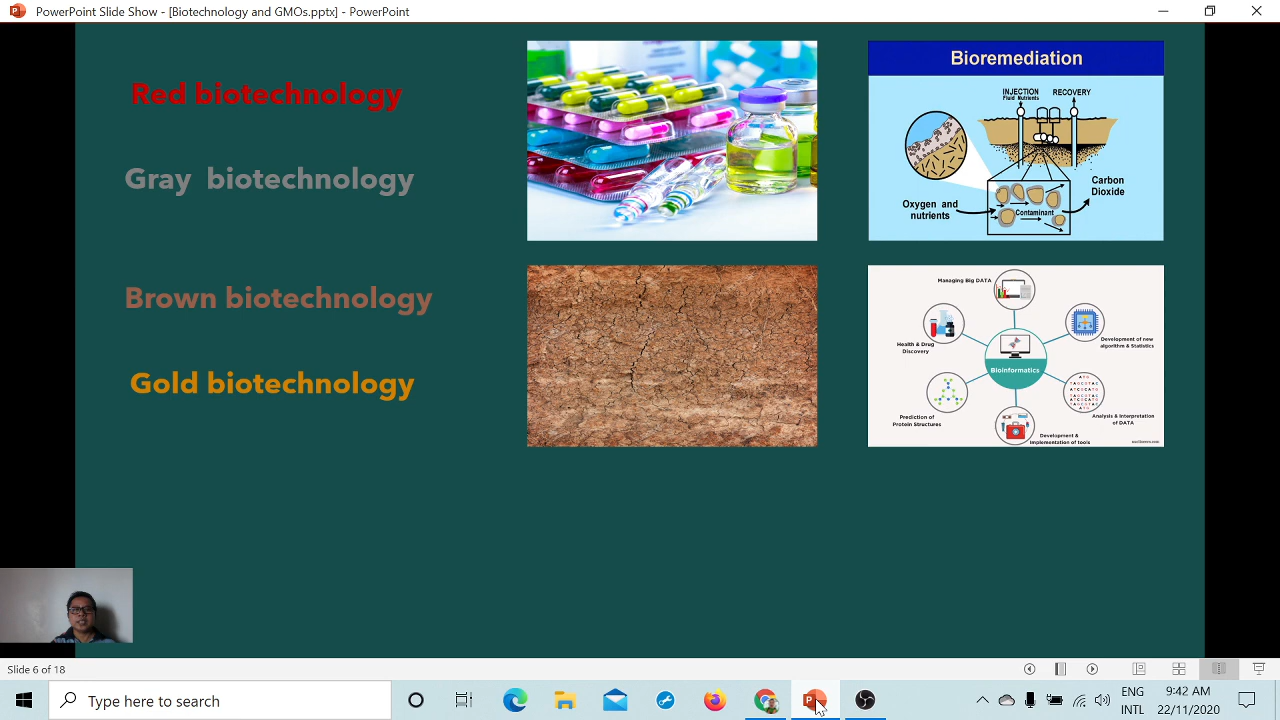 PowerPoint Slide Show - [Biotechnology and GMOs.pptx] - PowerPoint
Red biotechnology
Gray biotechnology
Brown biotechnology
Gold biotechnology
Bioremediation
INJECTION
Fluid Nutrients
RECOVERY
Oxygen and
nutrients
Contaminant
Carbon
Dioxide
Managing Big DATA
Health & Drug
Discovery
Development of new
algorithm & Statistics
Bioinformatics
Prediction of
Protein Structures
Analysis & Interpretation
of DATA
Development &
Implementation of tools
Slide 6 of 18
Type here to search
ENG
INTL
9:42 AM
22/11/2020